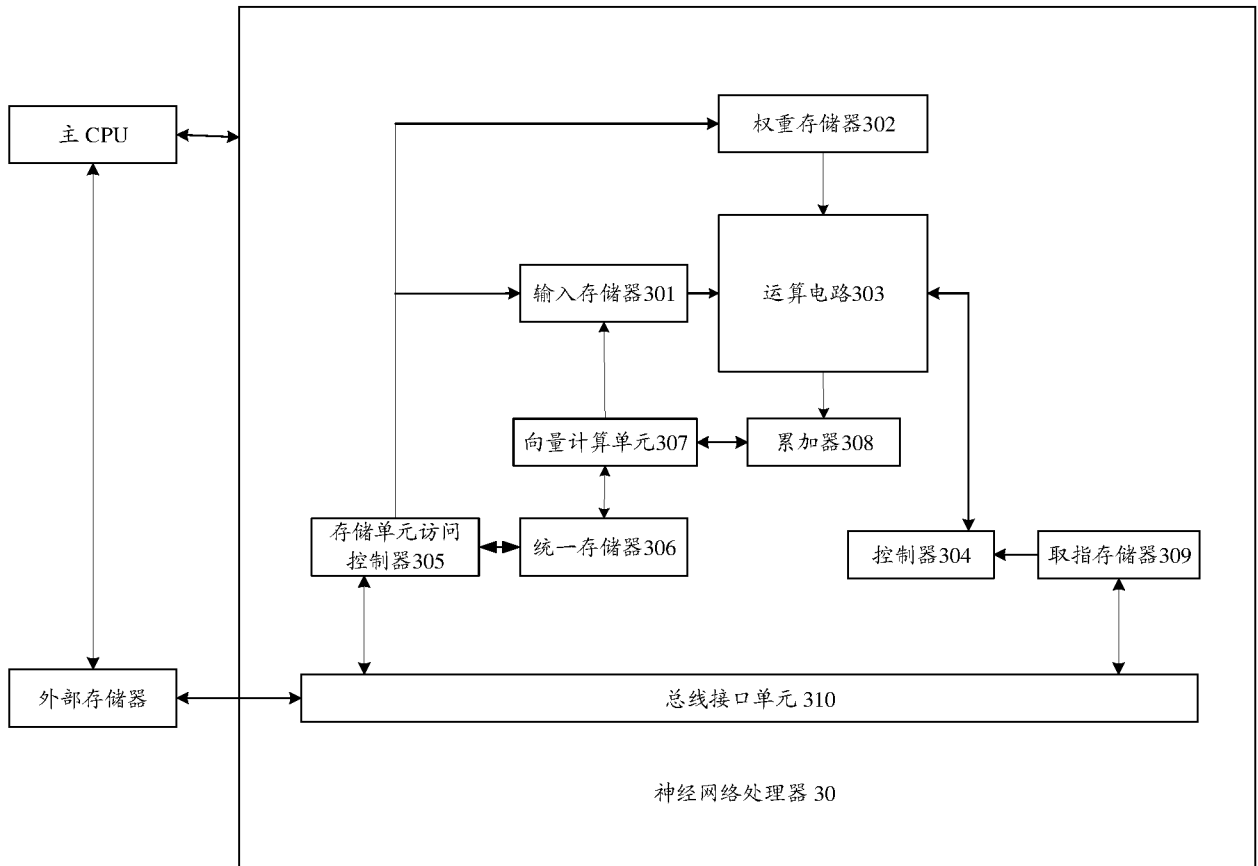 主 CPU
权重存储器302
输入存储器301
运算电路303
向量计算单元307
累加器308
存储单元访问
控制器305
统一存储器306
控制器304
取指存储器309
外部存储器
总线接口单元 310
神经网络处理器 30